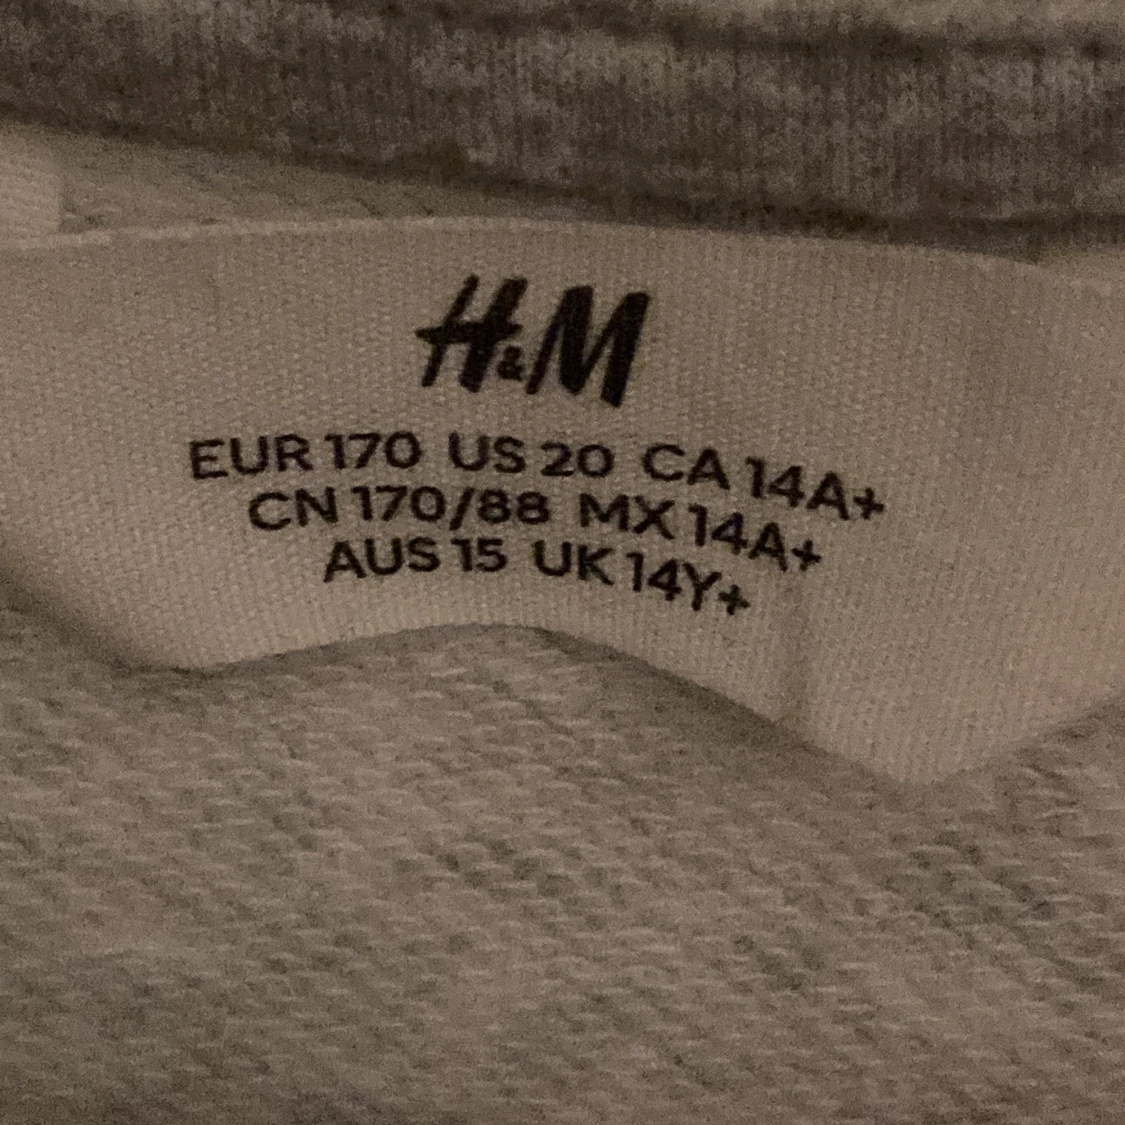 H&M
EUR 170 US 20 CA 14A+
CN 170/88 MX 14A+
AUS 15 UK 14Y+